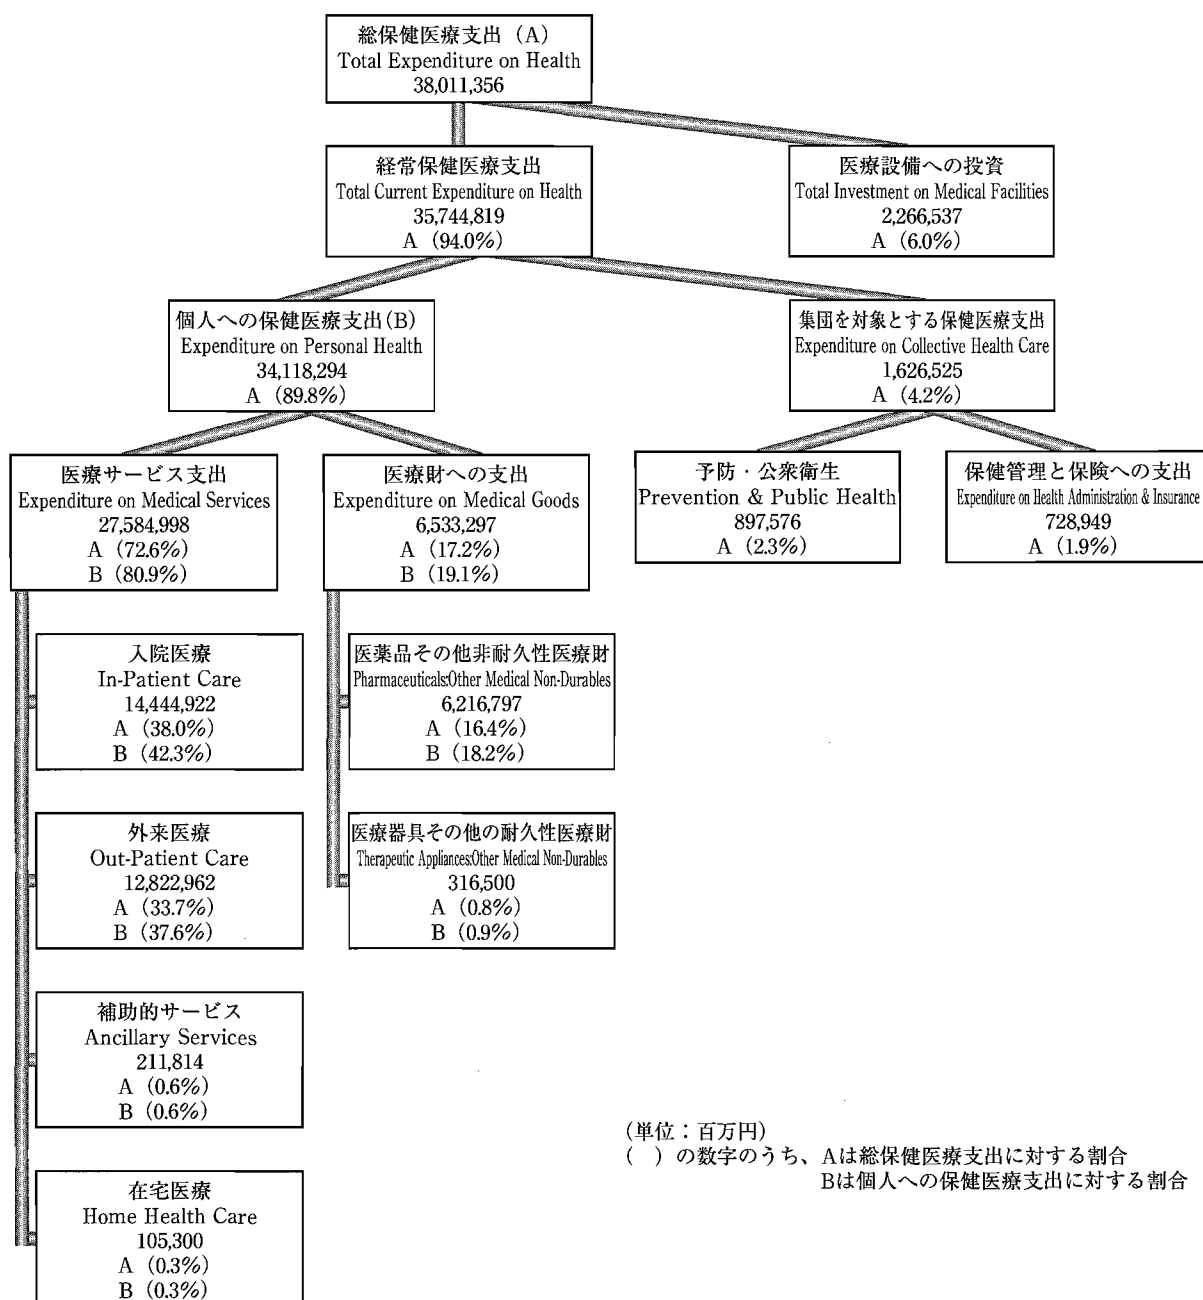 総保健医療支出 (A)
Total Expenditure on Health
38,011,356
経常保健医療支出
Total Current Expenditure on Health
35,744,819
A (94.0%)
医療設備への投資
Total Investment on Medical Facilities
2,266,537
A (6.0%)
個人への保健医療支出(B)
Expenditure on Personal Health
34,118,294
A (89.8%)
集団を対象とする保健医療支出
Expenditure on Collective Health Care
1,626,525
A (4.2%)
医療サービス支出
Expenditure on Medical Services
27,584,998
A (72.6%)
B (80.9%)
医療財への支出
Expenditure on Medical Goods
6,533,297
A (17.2%)
B (19.1%)
予防・公衆衛生
Prevention & Public Health
897,576
A (2.3%)
保健管理と保険への支出
Expenditure on Health Administration & Insurance
728,949
A (1.9%)
入院医療
In-Patient Care
14,444,922
A (38.0%)
B (42.3%)
医薬品その他非耐久性医療財
Pharmaceuticals:Other Medical Non-Durables
6,216,797
A (16.4%)
B (18.2%)
外来医療
Out-Patient Care
12,822,962
A (33.7%)
B (37.6%)
医療器具その他の耐久性医療財
Therapeutic Appliances:Other Medical Non-Durables
316,500
A (0.8%)
B (0.9%)
補助的サービス
Ancillary Services
211,814
A (0.6%)
B (0.6%)
在宅医療
Home Health Care
105,300
A (0.3%)
B (0.3%)
(単位：百万円)
(　) の数字のうち、Aは総保健医療支出に対する割合
Bは個人への保健医療支出に対する割合